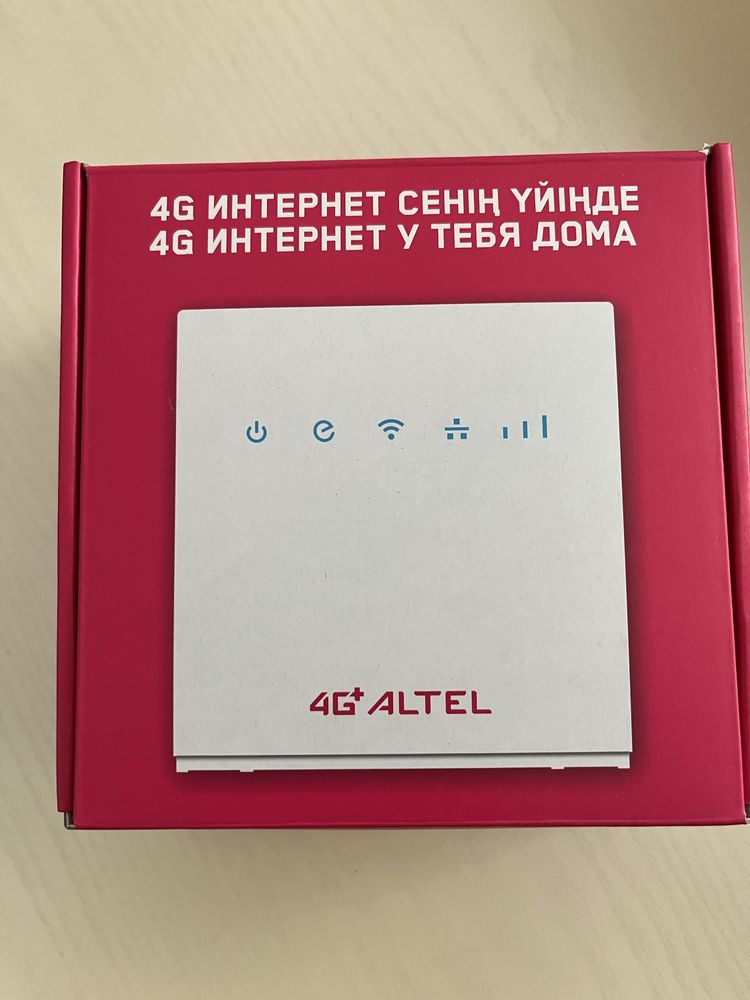 4G ИНТЕРНЕТ СЕНІҢ ҮЙІҢДЕ
4G ИНТЕРНЕТ У ТЕБЯ ДОМА
4G+ ALTEL